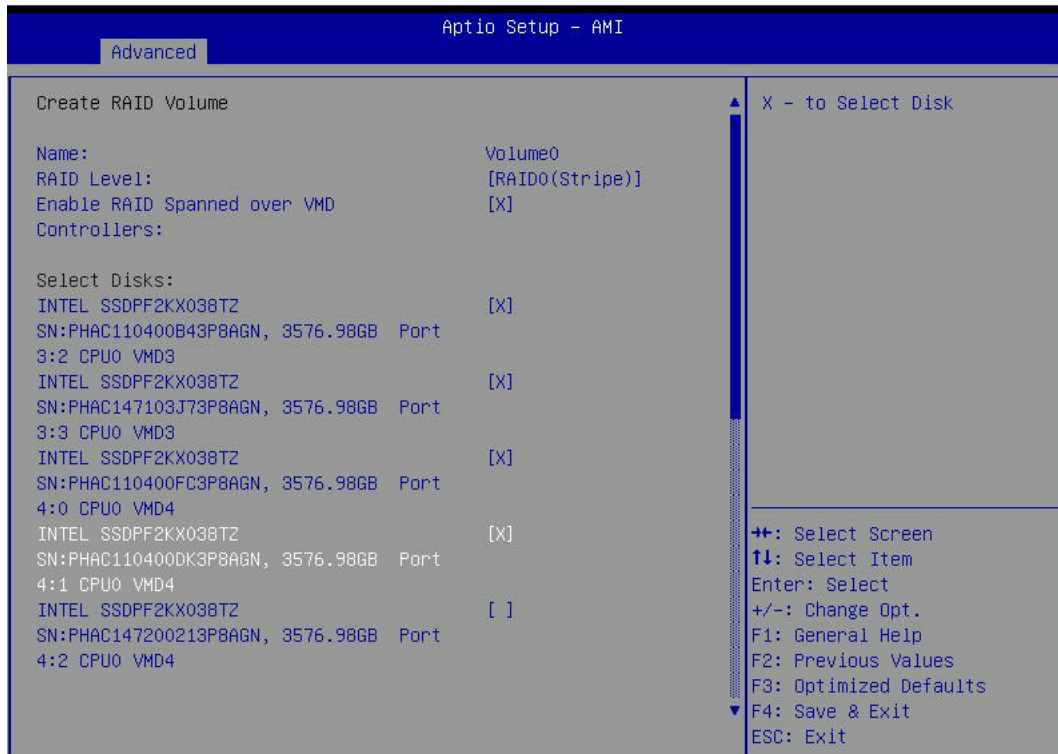 Aptio Setup - AMI
Advanced
Create RAID Volume
Name: Volume0
RAID Level: [RAID0(Stripe)]
Enable RAID Spanned over VMD [X]
Controllers:
Select Disks:
INTEL SSDPF2KX038TZ [X]
SN:PHAC110400B43P8AGN, 3576.98GB Port
3:2 CPU0 VMD3
INTEL SSDPF2KX038TZ [X]
SN:PHAC147103J73P8AGN, 3576.98GB Port
3:3 CPU0 VMD3
INTEL SSDPF2KX038TZ [X]
SN:PHAC110400FC3P8AGN, 3576.98GB Port
4:0 CPU0 VMD4
INTEL SSDPF2KX038TZ [X]
SN:PHAC110400DK3P8AGN, 3576.98GB Port
4:1 CPU0 VMD4
INTEL SSDPF2KX038TZ [ ]
SN:PHAC147200213P8AGN, 3576.98GB Port
4:2 CPU0 VMD4
X - to Select Disk
→←: Select Screen
↑↓: Select Item
Enter: Select
+/-: Change Opt.
F1: General Help
F2: Previous Values
F3: Optimized Defaults
F4: Save & Exit
ESC: Exit